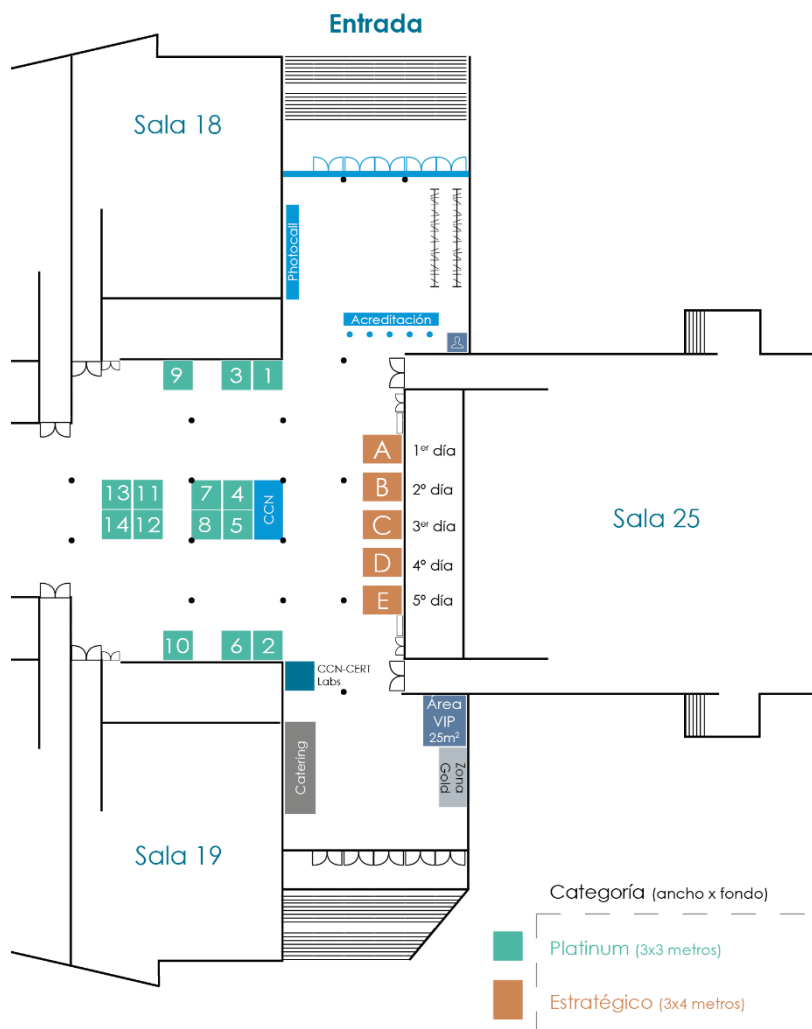 Entrada
Sala 18
Photocall
Acreditación
9 3 1
A 1er día
B 2º día
13 11 7 4 CCN
14 12 8 5
C 3er día
Sala 25
D 4º día
E 5º día
10 6 2
CCN-CERT
Labs
Área
VIP
25m²
Catering
Zona
Gold
Sala 19
Categoría (ancho x fondo)
Platinum (3x3 metros)
Estratégico (3x4 metros)